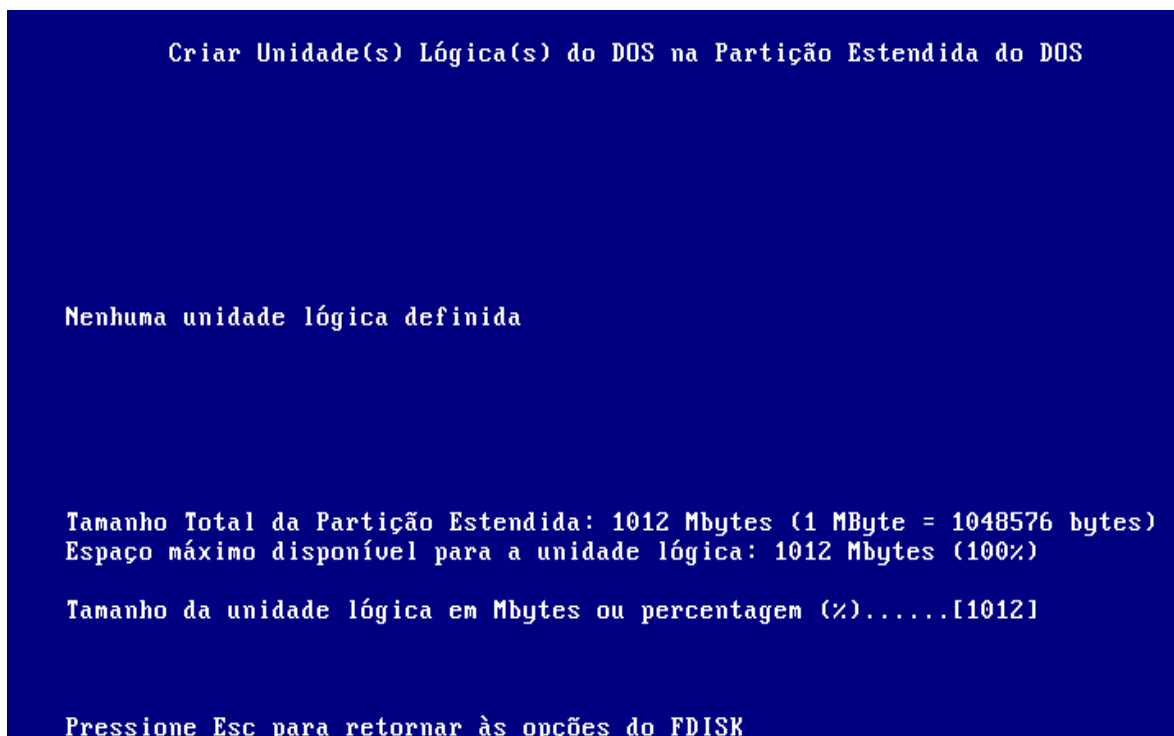 Criar Unidade(s) Lógica(s) do DOS na Partição Estendida do DOS
Nenhuma unidade lógica definida
Tamanho Total da Partição Estendida: 1012 Mbytes (1 MByte = 1048576 bytes)
Espaço máximo disponível para a unidade lógica: 1012 Mbytes (100%)
Tamanho da unidade lógica em Mbytes ou percentagem (%)......[1012]
Pressione Esc para retornar às opções do FDISK